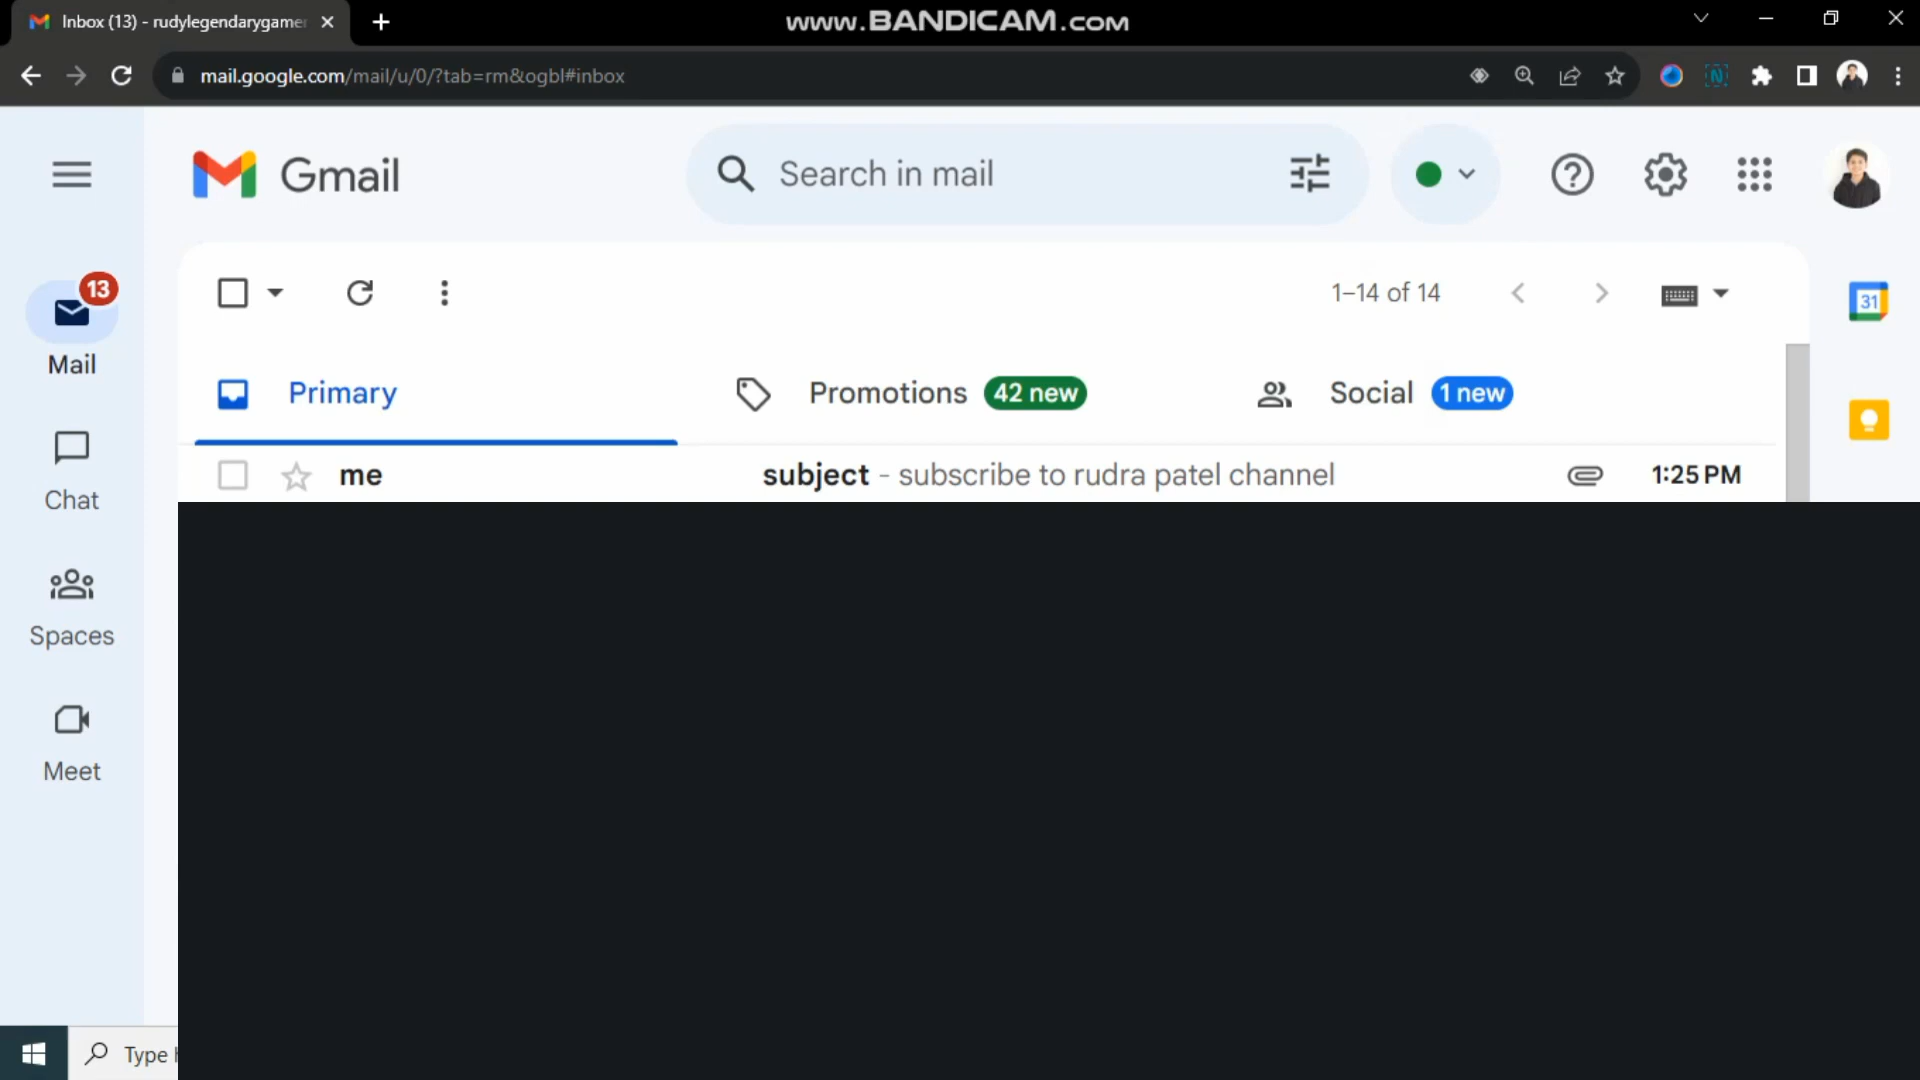 Inbox (13) - rudylegendarygamer
www.BANDICAM.com
mail.google.com/mail/u/0/?tab=rm&ogbl#inbox
Gmail
Search in mail
13
Mail
1–14 of 14
31
Primary
Promotions 42 new
Social 1 new
me subject - subscribe to rudra patel channel 1:25 PM
Chat
Spaces
Meet
Type